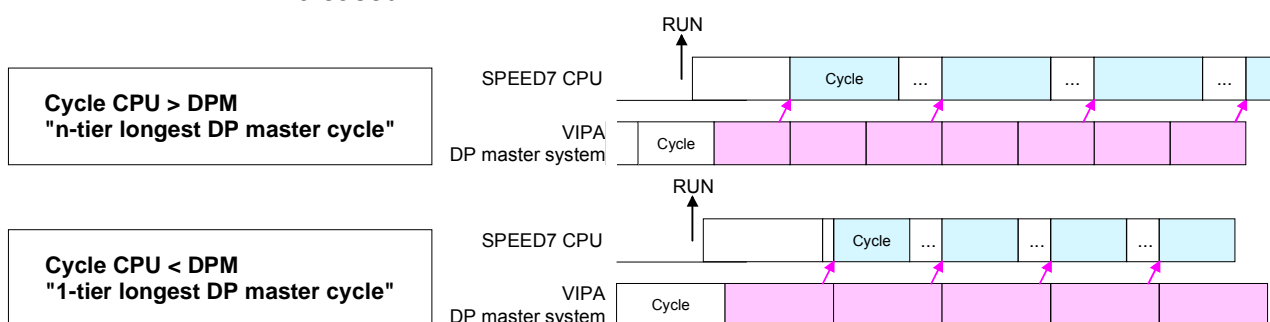 RUN
SPEED7 CPU
Cycle
...
...
...
Cycle CPU > DPM
"n-tier longest DP master cycle"
VIPA
DP master system
Cycle
RUN
SPEED7 CPU
Cycle
...
...
...
Cycle CPU < DPM
"1-tier longest DP master cycle"
VIPA
DP master system
Cycle